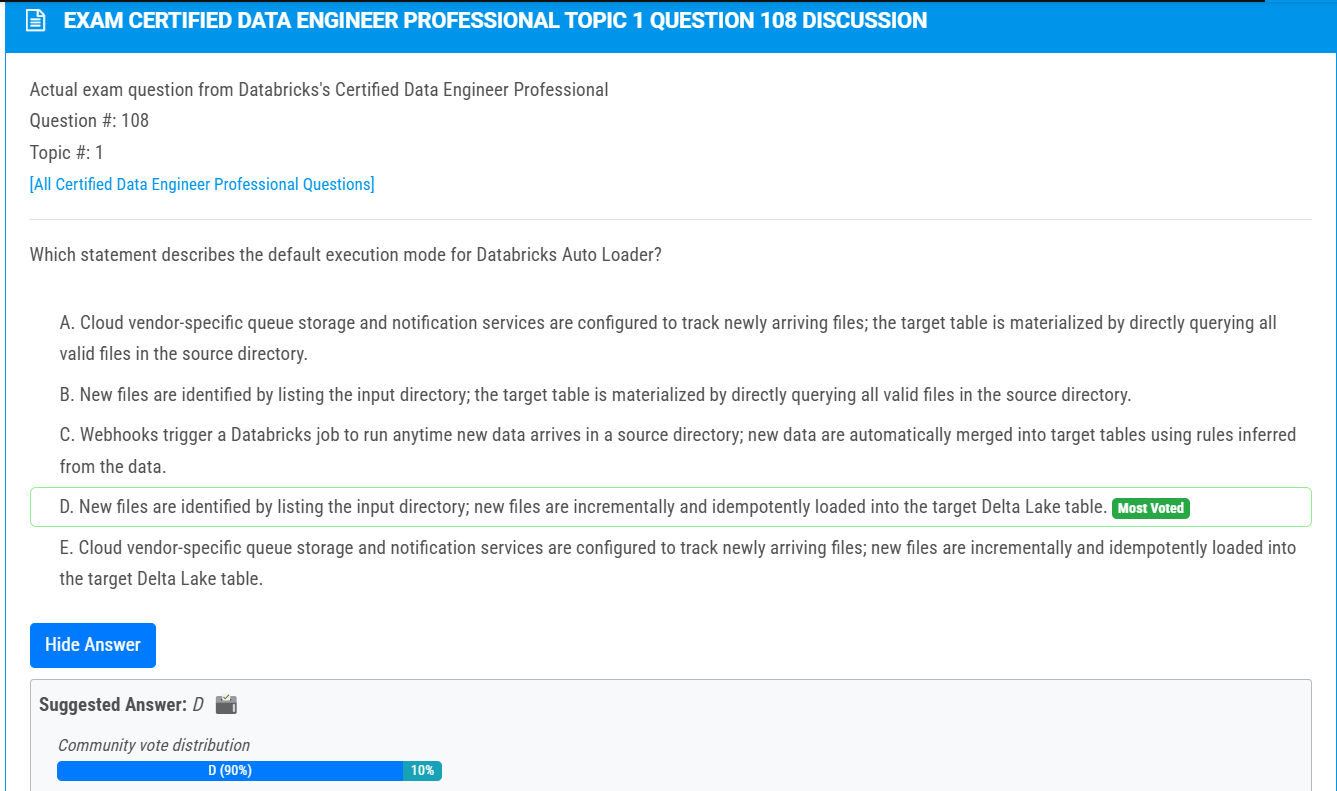 EXAM CERTIFIED DATA ENGINEER PROFESSIONAL TOPIC 1 QUESTION 108 DISCUSSION
Actual exam question from Databricks's Certified Data Engineer Professional
Question #: 108
Topic #: 1
[All Certified Data Engineer Professional Questions]
Which statement describes the default execution mode for Databricks Auto Loader?
A. Cloud vendor-specific queue storage and notification services are configured to track newly arriving files; the target table is materialized by directly querying all
valid files in the source directory.
B. New files are identified by listing the input directory; the target table is materialized by directly querying all valid files in the source directory.
C. Webhooks trigger a Databricks job to run anytime new data arrives in a source directory; new data are automatically merged into target tables using rules inferred
from the data.
D. New files are identified by listing the input directory; new files are incrementally and idempotently loaded into the target Delta Lake table. Most Voted
E. Cloud vendor-specific queue storage and notification services are configured to track newly arriving files; new files are incrementally and idempotently loaded into
the target Delta Lake table.
Hide Answer
Suggested Answer: D
Community vote distribution
D (90%) 10%